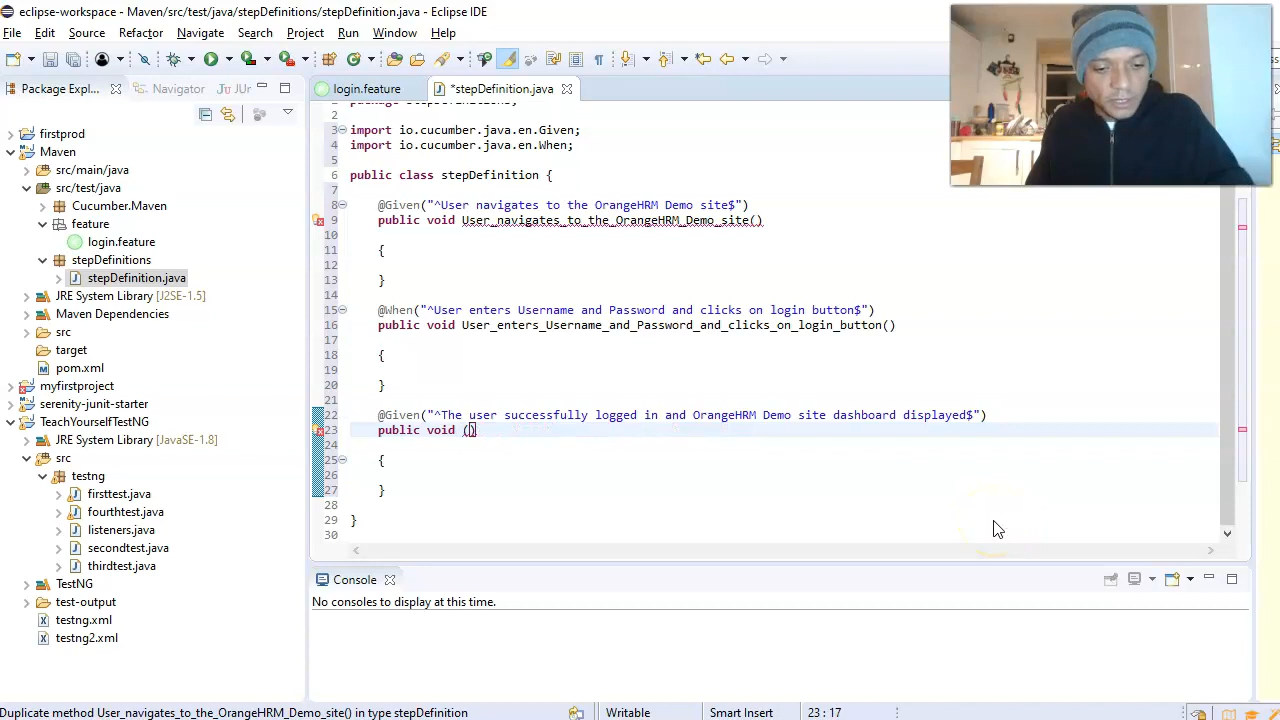 eclipse-workspace - Maven/src/test/java/stepDefinitions/stepDefinition.java - Eclipse IDE
File Edit Source Refactor Navigate Search Project Run Window Help
Package Expl... Navigator JUr
login.feature
*stepDefinition.java
firstprod
Maven
src/main/java
src/test/java
Cucumber.Maven
feature
login.feature
stepDefinitions
stepDefinition.java
JRE System Library [J2SE-1.5]
Maven Dependencies
src
target
pom.xml
myfirstproject
serenity-junit-starter
TeachYourselfTestNG
JRE System Library [JavaSE-1.8]
src
testng
firsttest.java
fourthtest.java
listeners.java
secondtest.java
thirdtest.java
TestNG
test-output
testng.xml
testng2.xml
2
3 import io.cucumber.java.en.Given;
4 import io.cucumber.java.en.When;
5
6 public class stepDefinition {
7
8 @Given("^User navigates to the OrangeHRM Demo site$")
9 public void User_navigates_to_the_OrangeHRM_Demo_site()
10
11 {
12
13 }
14
15 @When("^User enters Username and Password and clicks on login button$")
16 public void User_enters_Username_and_Password_and_clicks_on_login_button()
17
18 {
19
20 }
21
22 @Given("^The user successfully logged in and OrangeHRM Demo site dashboard displayed$")
23 public void ()
24
25 {
26
27 }
28
29 }
30
Console
No consoles to display at this time.
Duplicate method User_navigates_to_the_OrangeHRM_Demo_site() in type stepDefinition
Writable
Smart Insert
23 : 17